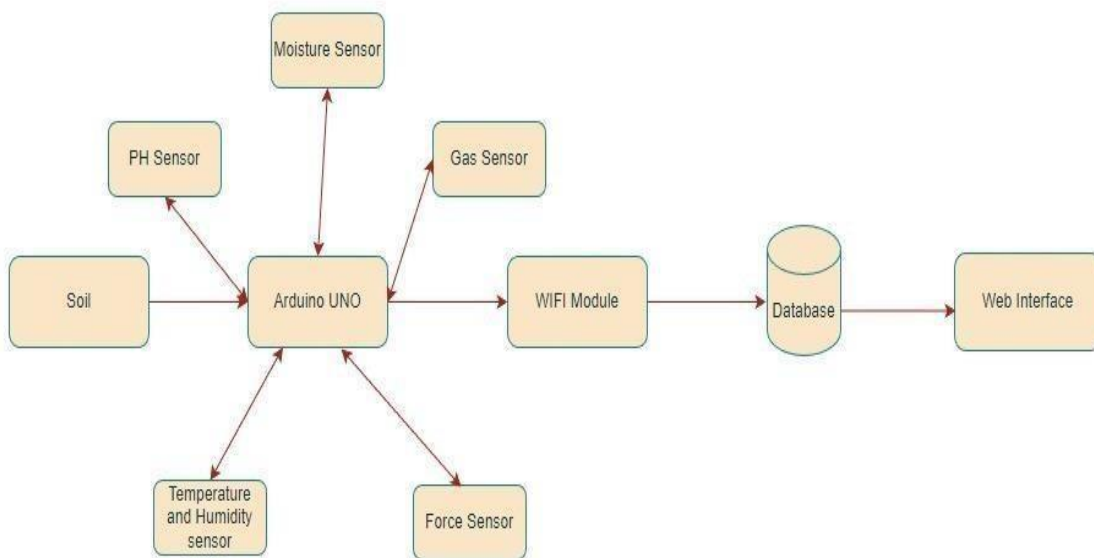 Moisture Sensor
PH Sensor
Gas Sensor
Soil
Arduino UNO
WIFI Module
Database
Web Interface
Temperature
and Humidity
sensor
Force Sensor